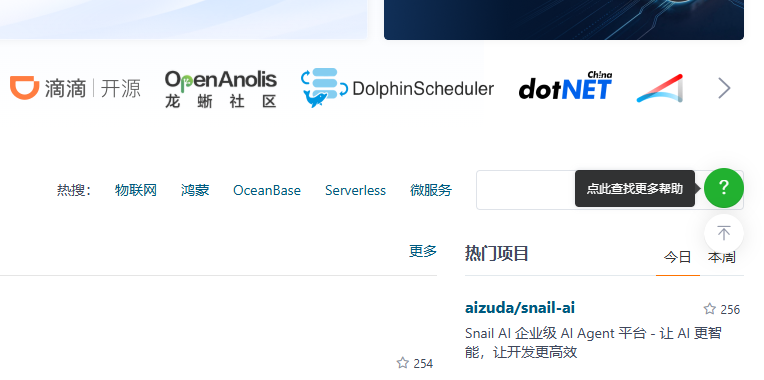 滴滴 | 开源
OpenAnolis
龙蜥社区
DolphinScheduler
China
dotNET
热搜： 物联网 鸿蒙 OceanBase Serverless 微服务
点此查找更多帮助
?
更多
热门项目 今日 本周
aizuda/snail-ai 256
Snail AI 企业级 AI Agent 平台 - 让 AI 更智
能，让开发更高效
254